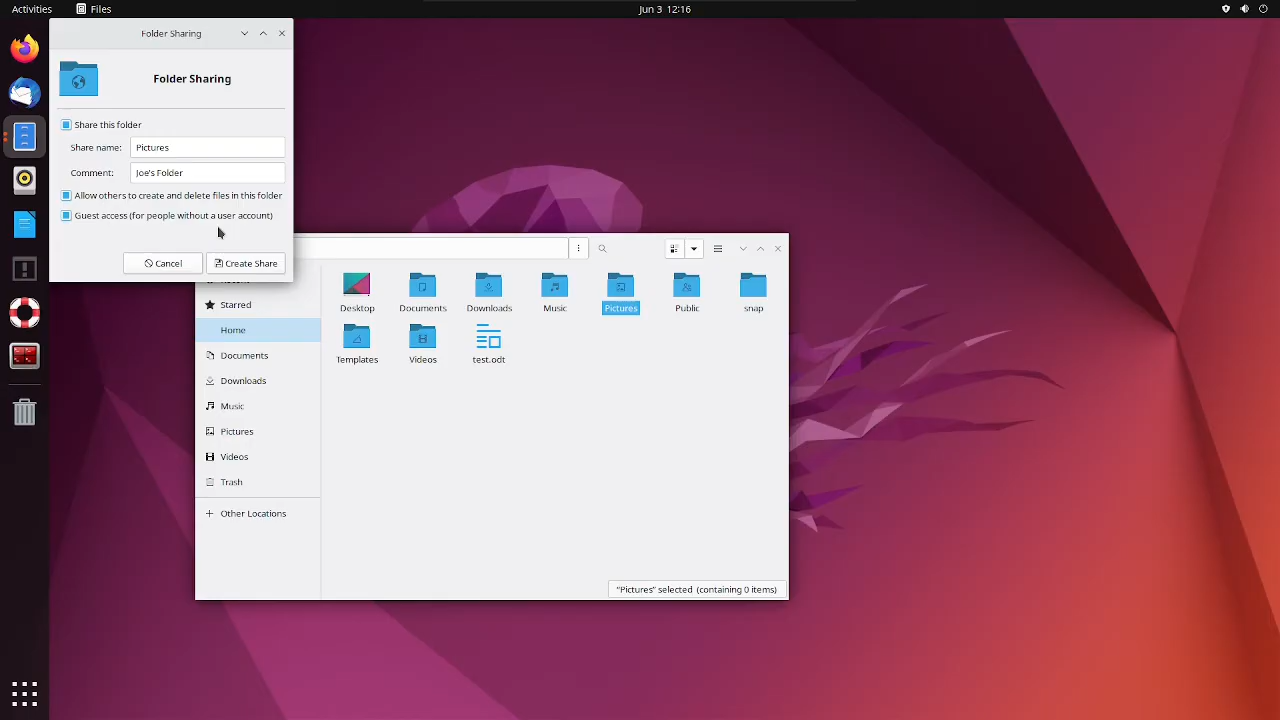 Activities Files Jun 3 12:16
Folder Sharing
Folder Sharing
Share this folder
Share name: Pictures
Comment: Joe's Folder
Allow others to create and delete files in this folder
Guest access (for people without a user account)
Cancel Create Share
Starred
Home
Documents
Downloads
Music
Pictures
Videos
Trash
Other Locations
Desktop Documents Downloads Music Pictures Public snap
Templates Videos test.odt
"Pictures" selected (containing 0 items)